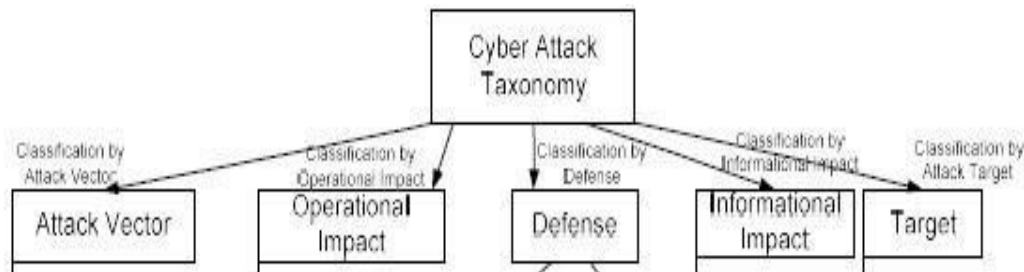 Cyber Attack
Taxonomy
Classification by
Attack Vector
Classification by
Operational Impact
Classification by
Defense
Classification by
Informational Impact
Classification by
Attack Target
Attack Vector
Operational
Impact
Defense
Informational
Impact
Target